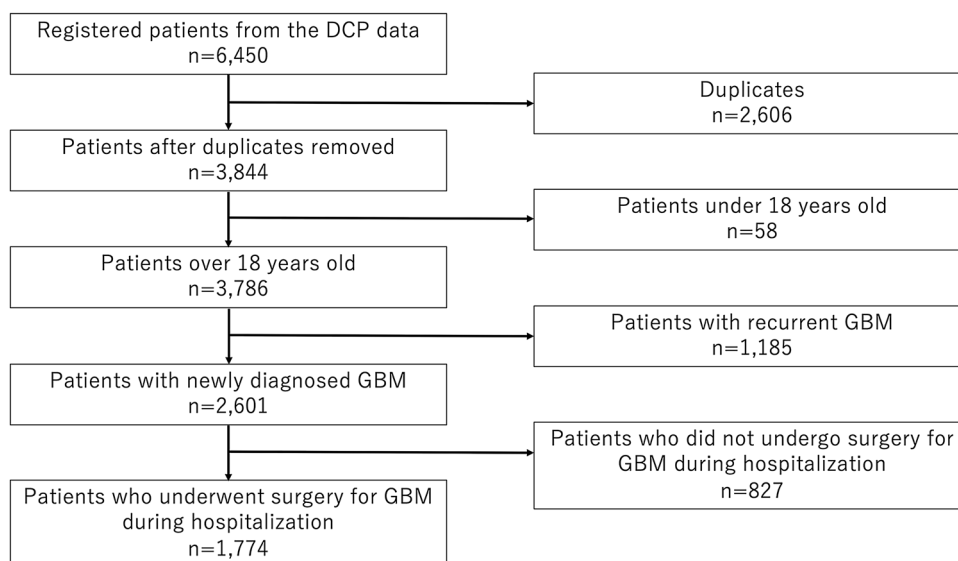 Registered patients from the DCP data
n=6,450
Duplicates
n=2,606
Patients after duplicates removed
n=3,844
Patients under 18 years old
n=58
Patients over 18 years old
n=3,786
Patients with recurrent GBM
n=1,185
Patients with newly diagnosed GBM
n=2,601
Patients who did not undergo surgery for
GBM during hospitalization
n=827
Patients who underwent surgery for GBM
during hospitalization
n=1,774